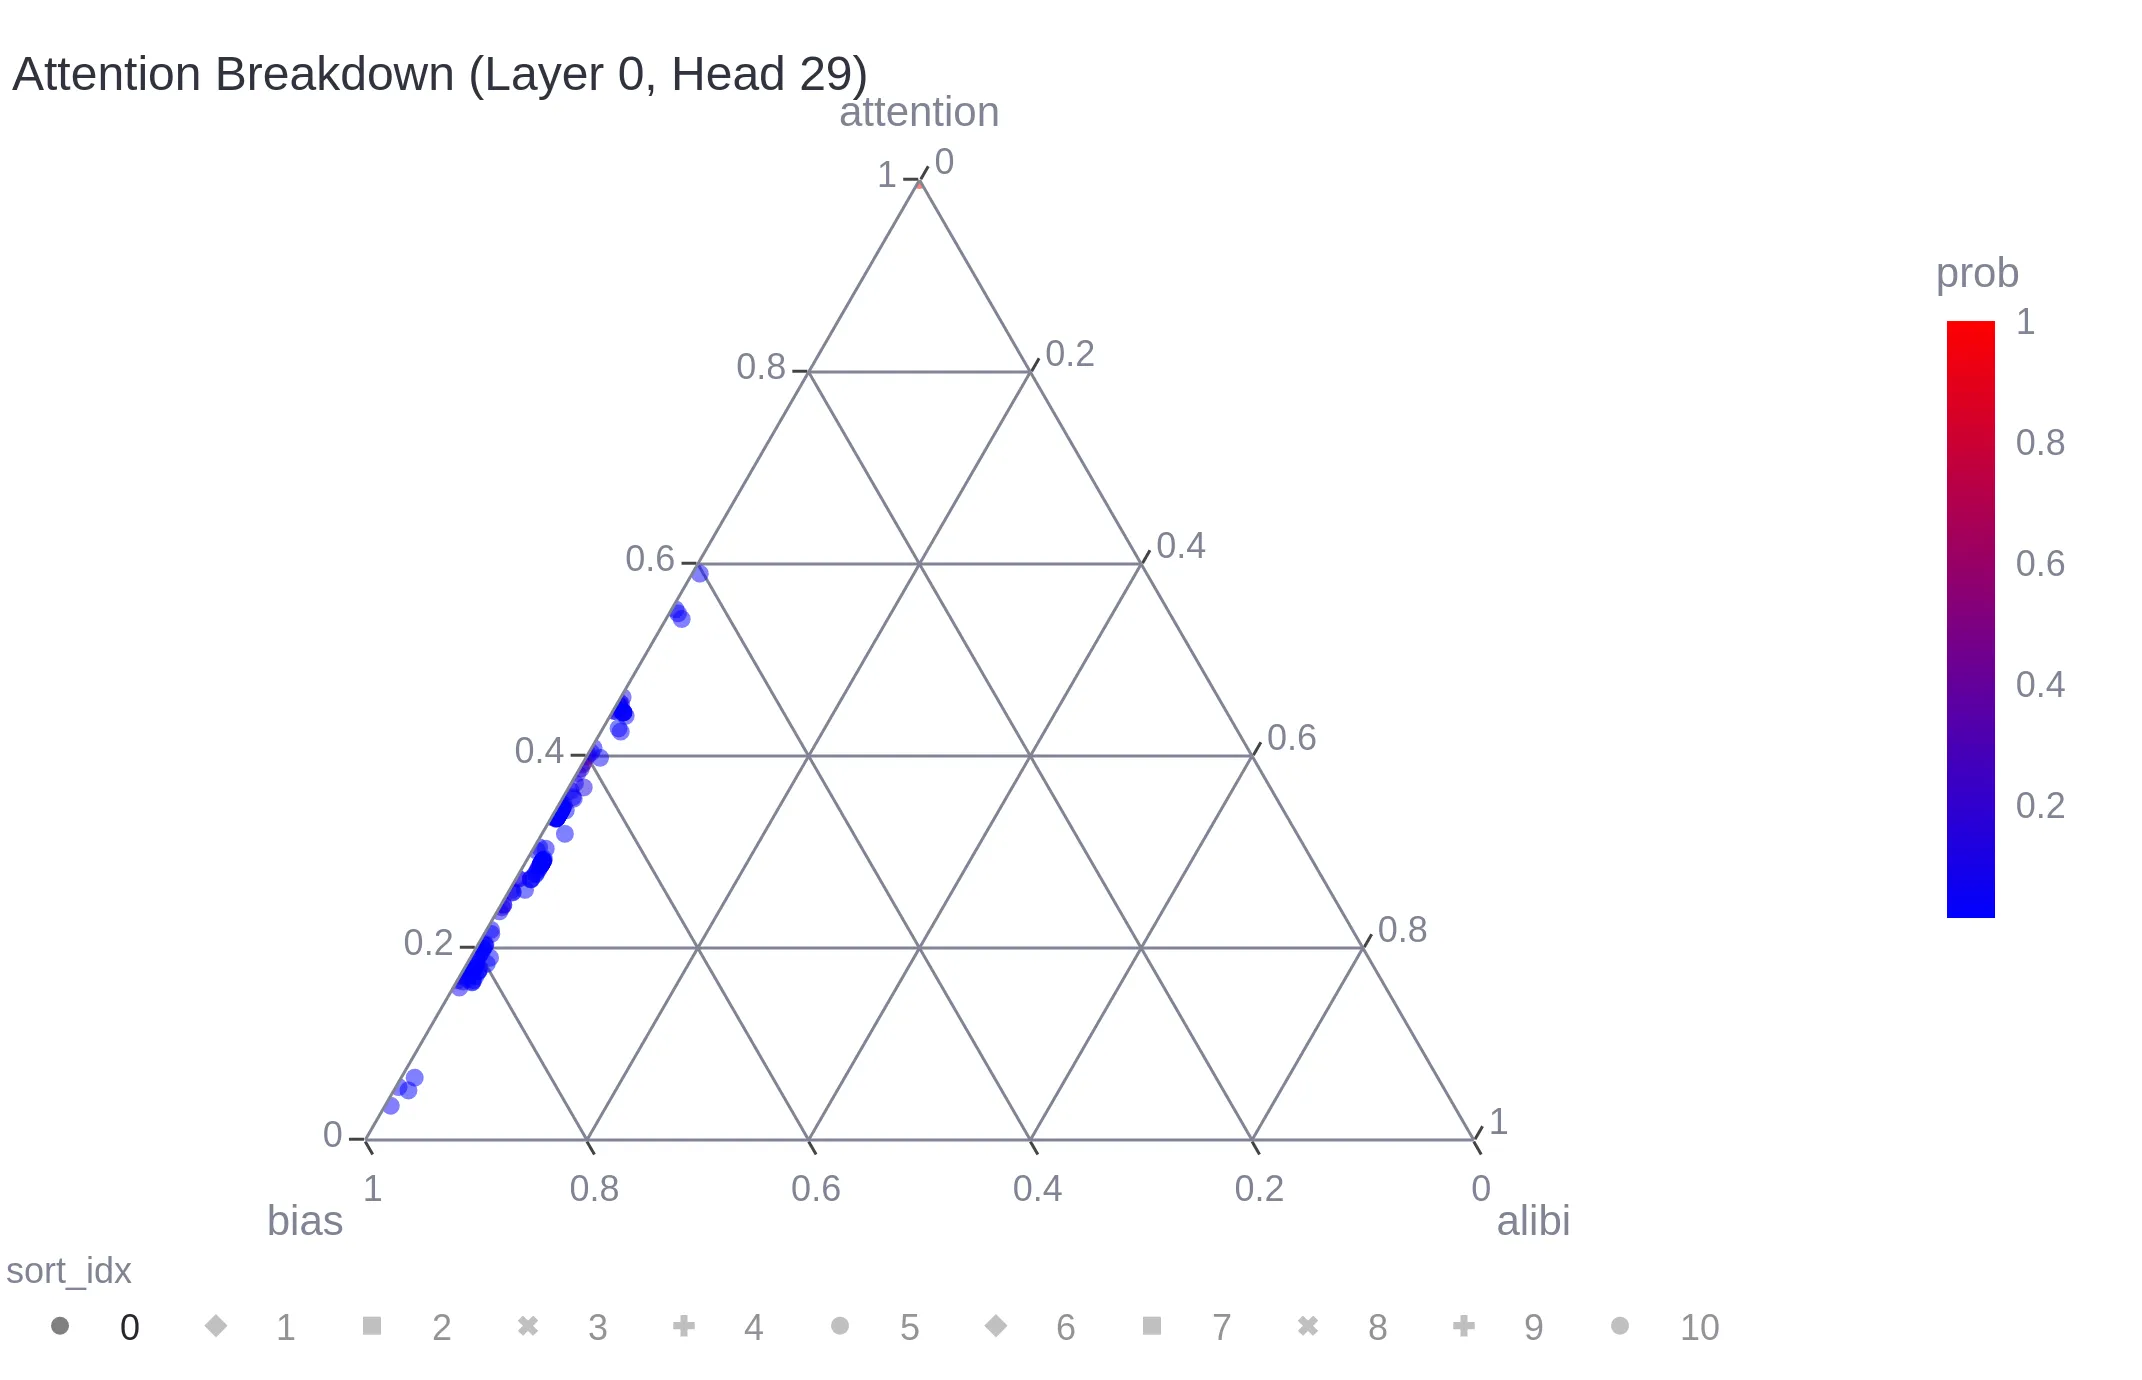 Attention Breakdown (Layer 0, Head 29)
attention
1 0
0.8 0.2
0.6 0.4
0.4 0.6
0.2 0.8
0 1
1 0.8 0.6 0.4 0.2 0
bias alibi
prob
1
0.8
0.6
0.4
0.2
sort_idx
0 1 2 3 4 5 6 7 8 9 10